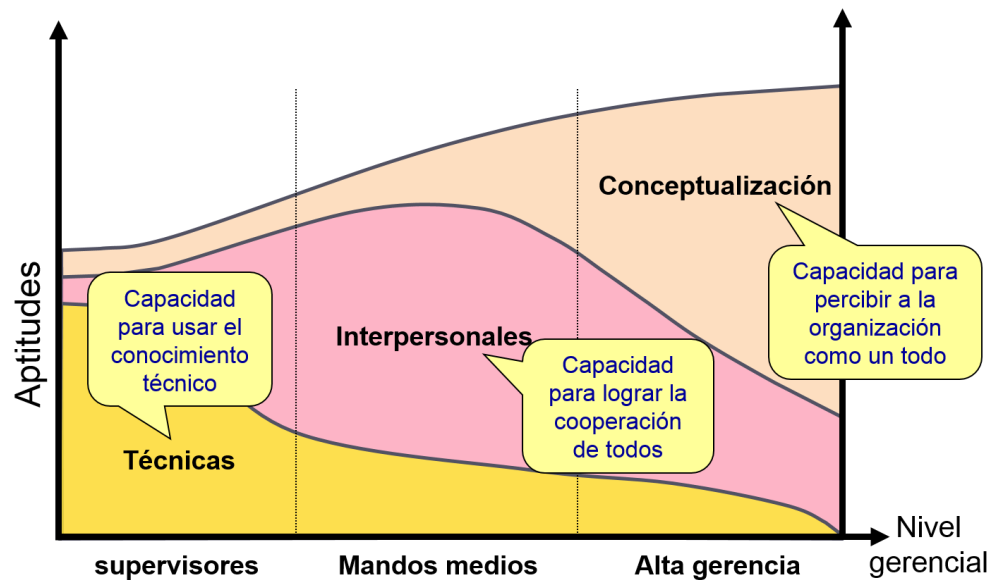 Aptitudes
Conceptualización
Capacidad para
percibir a la
organización
como un todo
Interpersonales
Capacidad
para lograr la
cooperación
de todos
Capacidad
para usar el
conocimiento
técnico
Técnicas
supervisores
Mandos medios
Alta gerencia
Nivel
gerencial